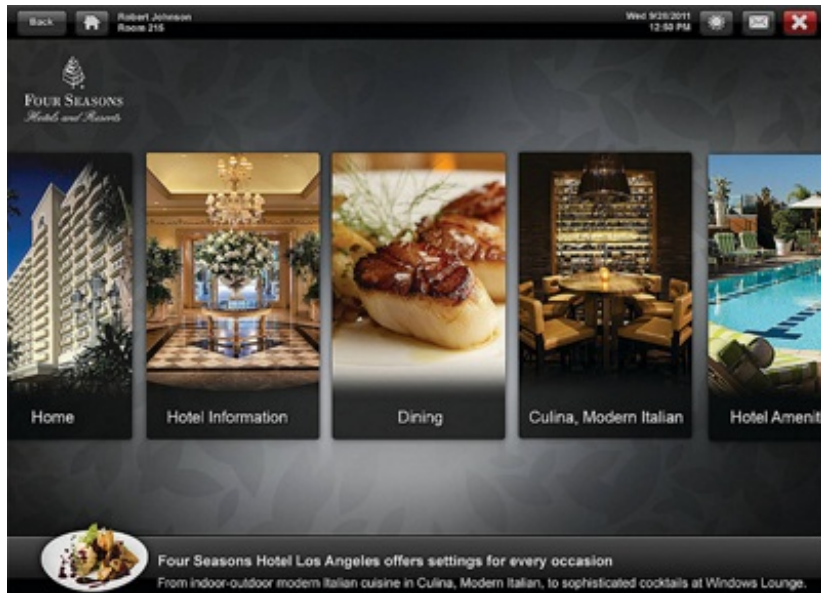 Back
Robert Johnson
Room 215
Wed 9/28/2011
12:50 PM
FOUR SEASONS
Hotels and Resorts
Home
Hotel Information
Dining
Culina, Modern Italian
Hotel Amenit
Four Seasons Hotel Los Angeles offers settings for every occasion
From indoor-outdoor modern Italian cuisine in Culina, Modern Italian, to sophisticated cocktails at Windows Lounge.